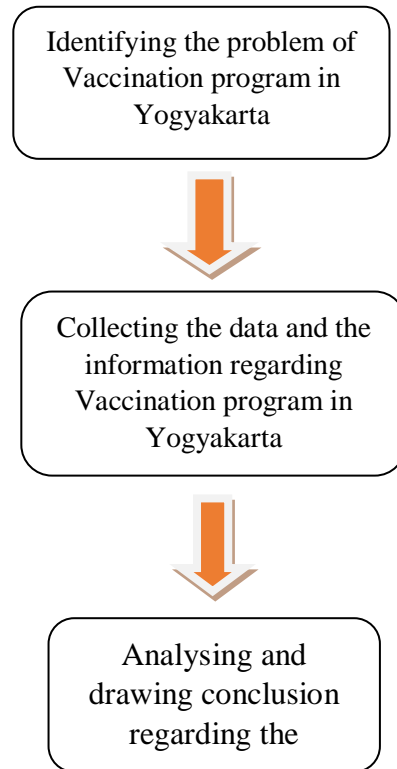 Identifying the problem of
Vaccination program in
Yogyakarta
Collecting the data and the
information regarding
Vaccination program in
Yogyakarta
Analysing and
drawing conclusion
regarding the